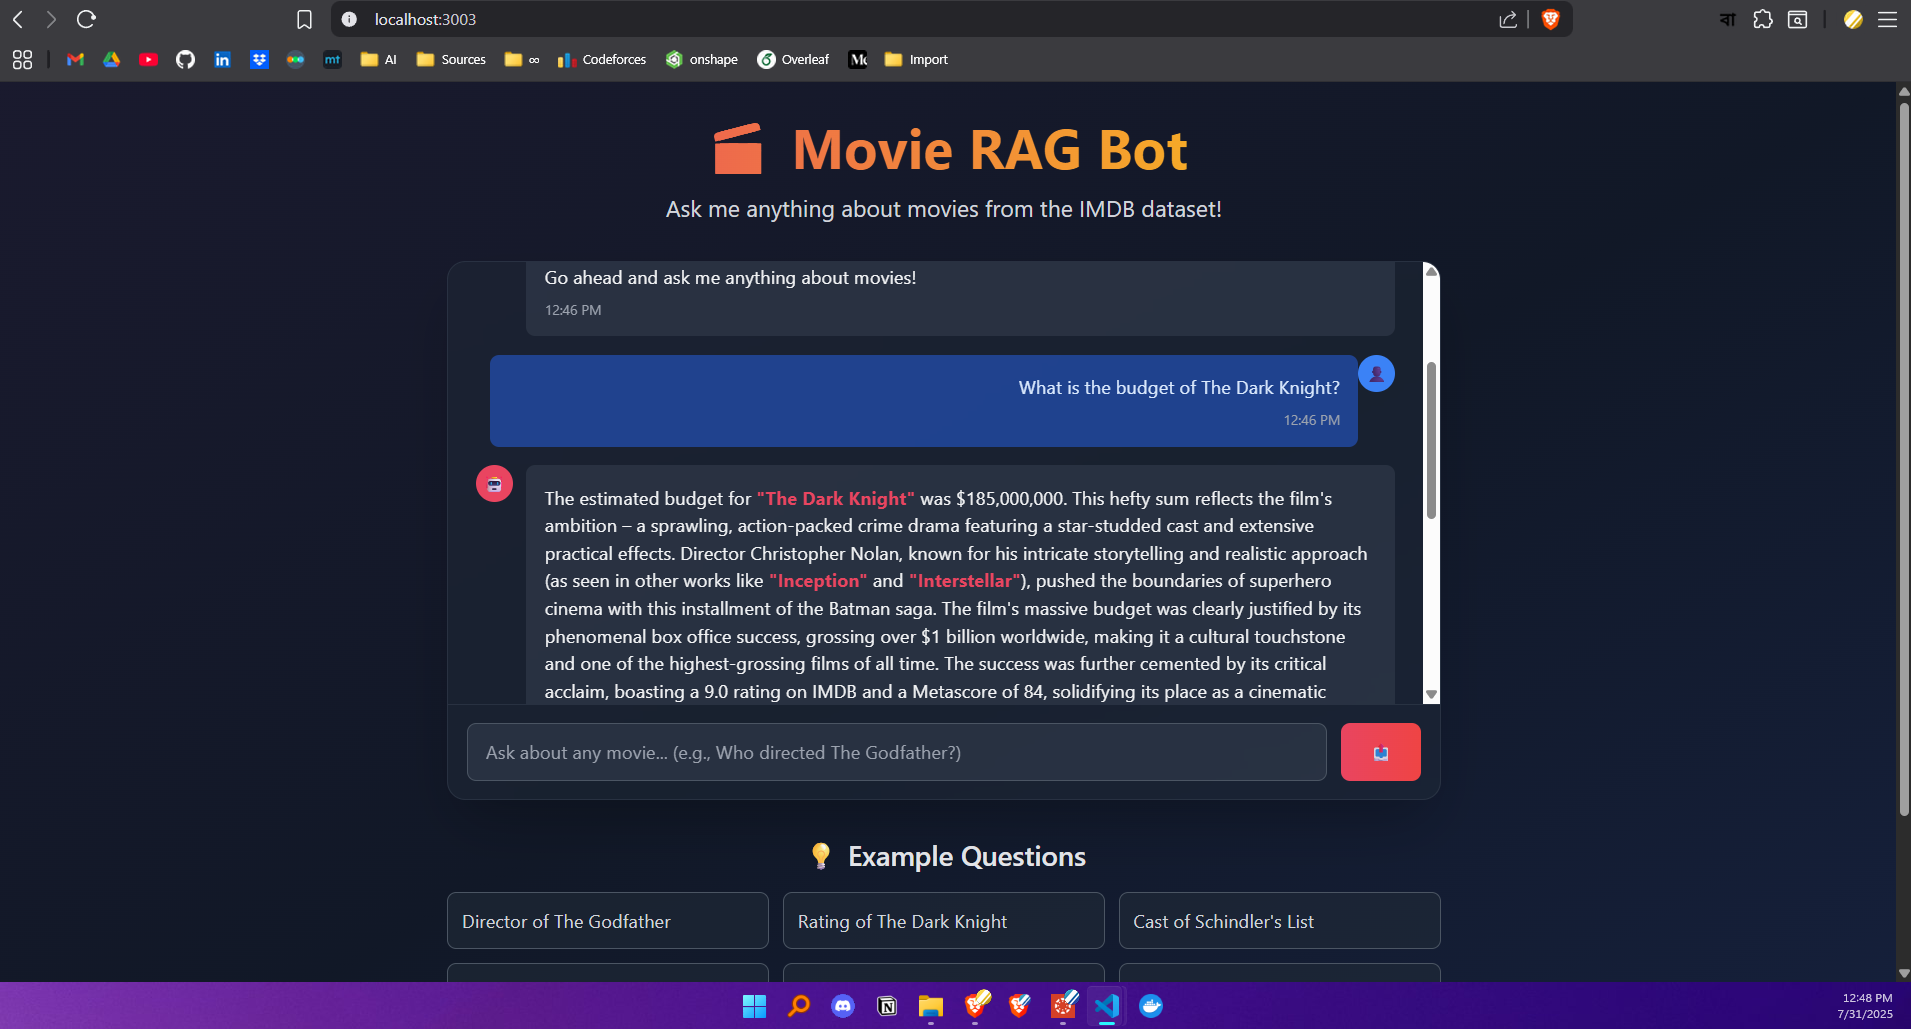 localhost:3003
বা
mt
AI
Sources
∞
Codeforces
onshape
Overleaf
Import
Movie RAG Bot
Ask me anything about movies from the IMDB dataset!
Go ahead and ask me anything about movies!
12:46 PM
What is the budget of The Dark Knight?
12:46 PM
The estimated budget for "The Dark Knight" was $185,000,000. This hefty sum reflects the film's
ambition – a sprawling, action-packed crime drama featuring a star-studded cast and extensive
practical effects. Director Christopher Nolan, known for his intricate storytelling and realistic approach
(as seen in other works like "Inception" and "Interstellar"), pushed the boundaries of superhero
cinema with this installment of the Batman saga. The film's massive budget was clearly justified by its
phenomenal box office success, grossing over $1 billion worldwide, making it a cultural touchstone
and one of the highest-grossing films of all time. The success was further cemented by its critical
acclaim, boasting a 9.0 rating on IMDB and a Metascore of 84, solidifying its place as a cinematic
Ask about any movie... (e.g., Who directed The Godfather?)
Example Questions
Director of The Godfather
Rating of The Dark Knight
Cast of Schindler's List
12:48 PM
7/31/2025